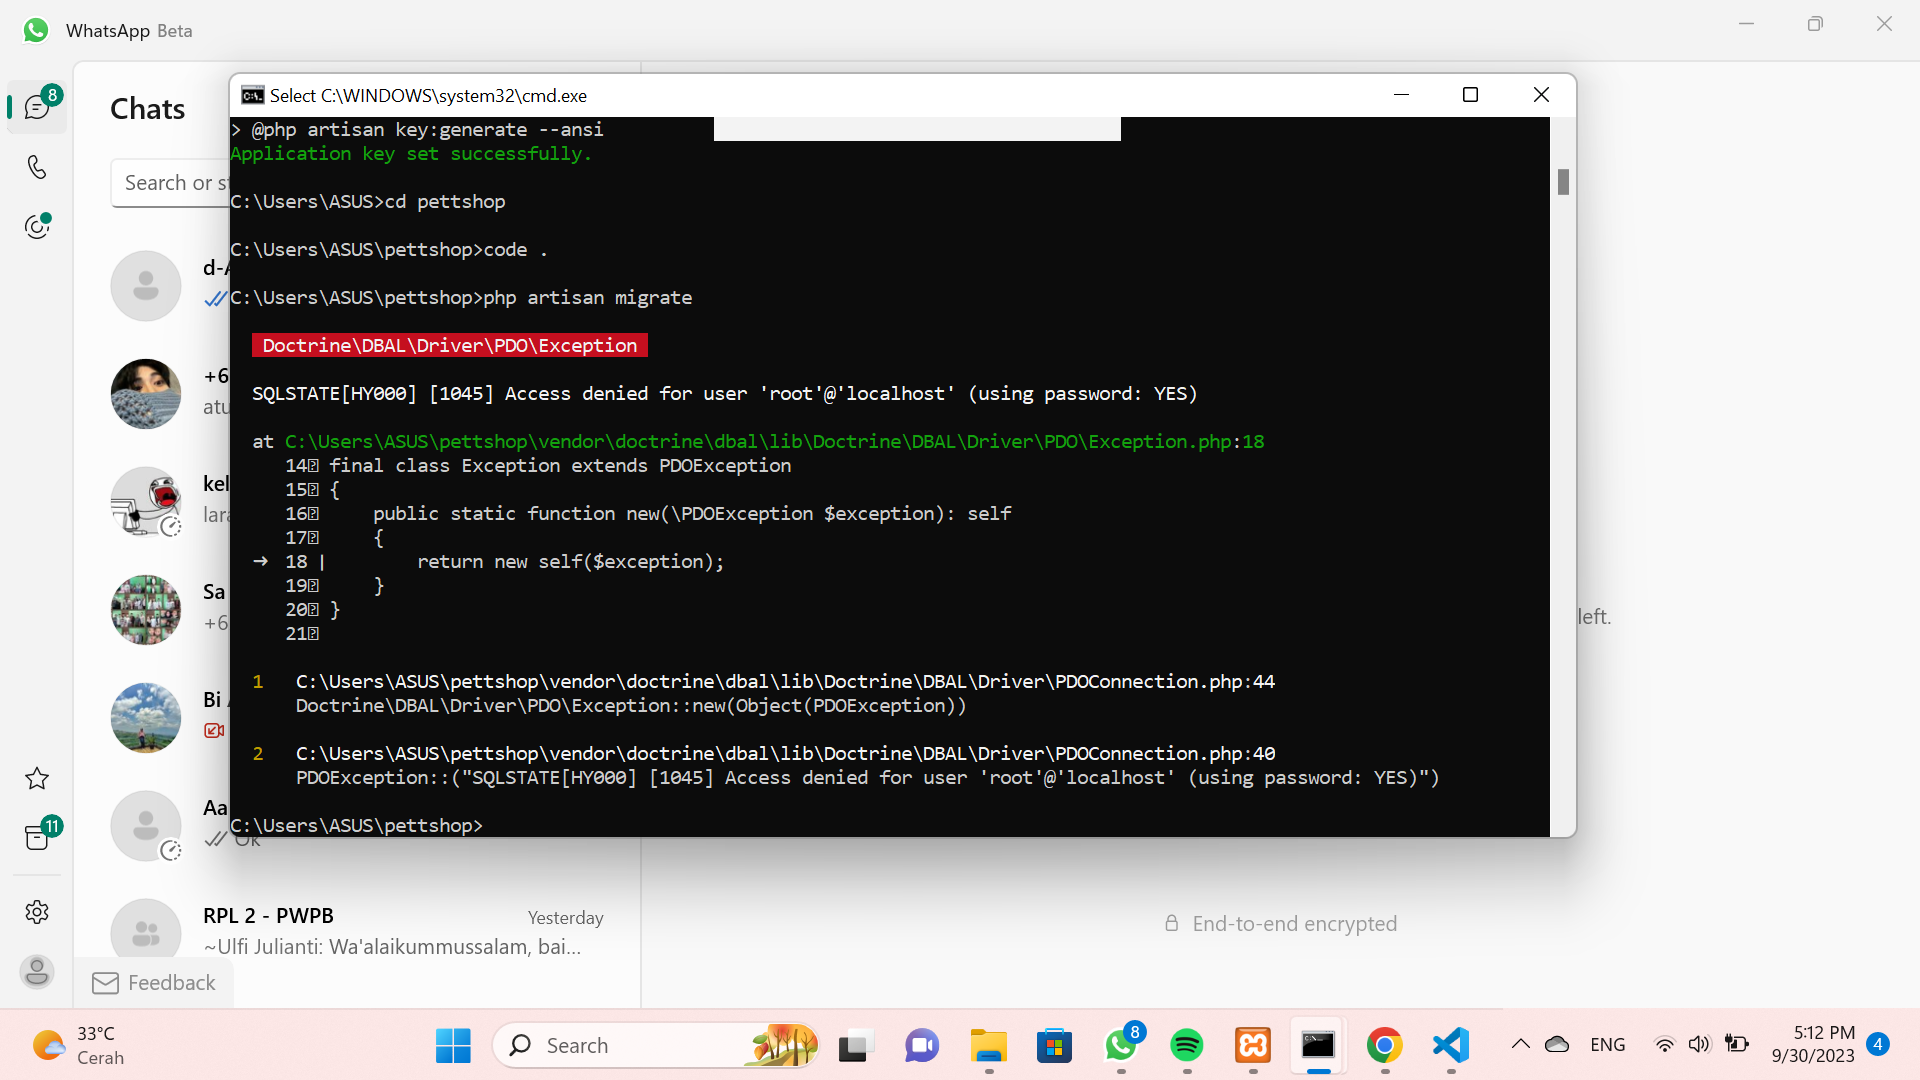 WhatsApp Beta
8
Chats
Search or st
d-A
+6
atu
kel
lara
Sa
+6
Bi A
Aa
Ok
RPL 2 - PWPB
Yesterday
~Ulfi Julianti: Wa'alaikummussalam, bai...
11
Feedback
left.
End-to-end encrypted
Select C:\WINDOWS\system32\cmd.exe
> @php artisan key:generate --ansi
Application key set successfully.
C:\Users\ASUS>cd pettshop
C:\Users\ASUS\pettshop>code .
C:\Users\ASUS\pettshop>php artisan migrate
Doctrine\DBAL\Driver\PDO\Exception
SQLSTATE[HY000] [1045] Access denied for user 'root'@'localhost' (using password: YES)
at C:\Users\ASUS\pettshop\vendor\doctrine\dbal\lib\Doctrine\DBAL\Driver\PDO\Exception.php:18
14 final class Exception extends PDOException
15 {
16 public static function new(\PDOException $exception): self
17 {
→ 18 | return new self($exception);
19 }
20 }
21
1 C:\Users\ASUS\pettshop\vendor\doctrine\dbal\lib\Doctrine\DBAL\Driver\PDOConnection.php:44
Doctrine\DBAL\Driver\PDO\Exception::new(Object(PDOException))
2 C:\Users\ASUS\pettshop\vendor\doctrine\dbal\lib\Doctrine\DBAL\Driver\PDOConnection.php:40
PDOException::("SQLSTATE[HY000] [1045] Access denied for user 'root'@'localhost' (using password: YES)")
C:\Users\ASUS\pettshop>
33°C
Cerah
Search
8
ENG
5:12 PM
9/30/2023
4